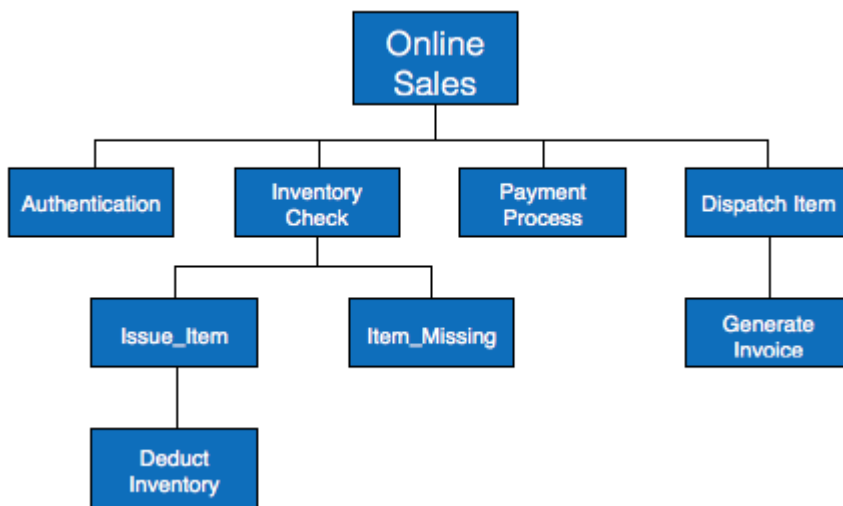 Online
Sales
Authentication
Inventory
Check
Payment
Process
Dispatch Item
Issue_Item
Item_Missing
Generate
Invoice
Deduct
Inventory